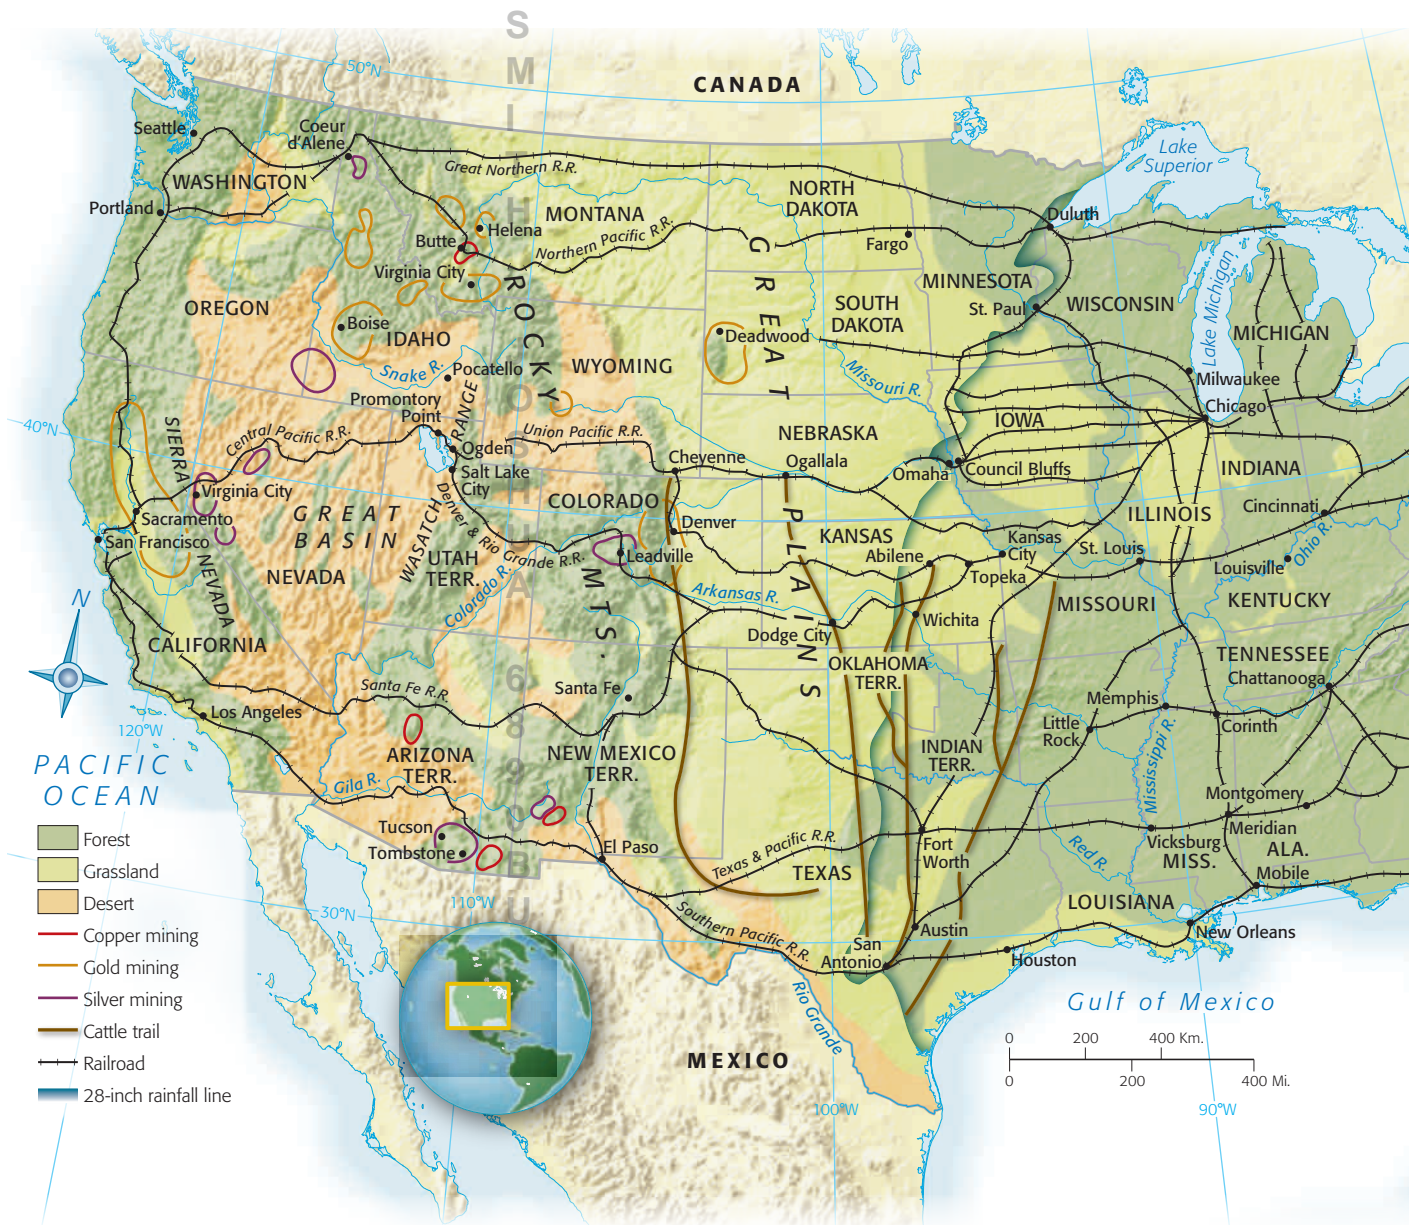 CANADA
50°N
Seattle
Coeur
d'Alene
Great Northern R.R.
Lake
Superior
WASHINGTON
Portland
MONTANA
NORTH
DAKOTA
Helena
Butte
Northern Pacific R.R.
Fargo
Duluth
Virginia City
MINNESOTA
WISCONSIN
OREGON
Boise
IDAHO
ROCKY
MTS.
GREAT
PLAINS
SOUTH
DAKOTA
St. Paul
Lake Michigan
MICHIGAN
Deadwood
WYOMING
Snake R.
Pocatello
Missouri R.
Milwaukee
Promontory
Point
RANGE
WASATCH
Chicago
40°N
SIERRA
NEVADA
Central Pacific R.R.
Union Pacific R.R.
IOWA
NEBRASKA
Ogden
Cheyenne
Ogallala
Omaha
Council Bluffs
INDIANA
Salt Lake
City
Virginia City
COLORADO
Cincinnati
Sacramento
GREAT
BASIN
Denver & Rio Grande R.R.
Denver
KANSAS
ILLINOIS
San Francisco
Leadville
Abilene
Kansas
City
St. Louis
Ohio R.
Louisville
NEVADA
UTAH
TERR.
Colorado R.
Arkansas R.
Topeka
MISSOURI
KENTUCKY
N
Wichita
Dodge City
CALIFORNIA
OKLAHOMA
TERR.
TENNESSEE
Chattanooga
Santa Fe R.R.
Santa Fe
Memphis
Los Angeles
Little
Rock
Corinth
120°W
PACIFIC
OCEAN
ARIZONA
TERR.
NEW MEXICO
TERR.
INDIAN
TERR.
Mississippi R.
Gila R.
Montgomery
Tucson
Tombstone
El Paso
Texas & Pacific R.R.
Fort
Worth
Red R.
Vicksburg
Meridian
MISS.
ALA.
TEXAS
Mobile
30°N
110°W
Southern Pacific R.R.
LOUISIANA
Austin
New Orleans
San
Antonio
Houston
Rio Grande
Gulf of Mexico
MEXICO
100°W
90°W
Forest
Grassland
Desert
Copper mining
Gold mining
Silver mining
Cattle trail
Railroad
28-inch rainfall line
0 200 400 Km.
0 200 400 Mi.